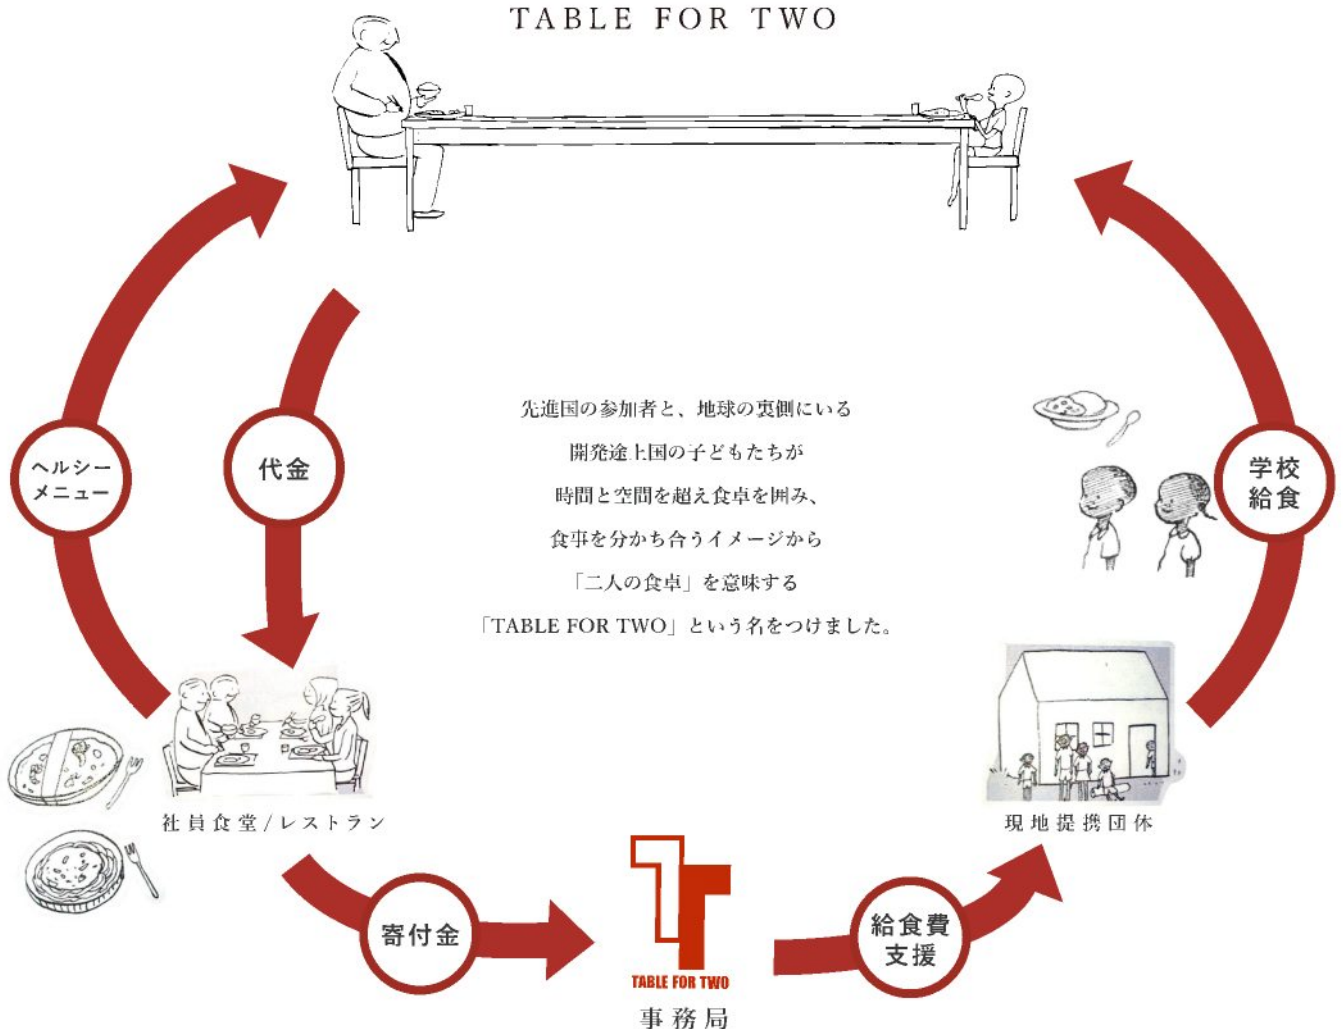 TABLE FOR TWO
先進国の参加者と、地球の裏側にいる
開発途上国の子どもたちが
時間と空間を超え食卓を囲み、
食事を分かち合うイメージから
「二人の食卓」を意味する
「TABLE FOR TWO」という名をつけました。
ヘルシー
メニュー
代金
学校
給食
社員食堂/レストラン
現地提携団体
寄付金
給食費
支援
TABLE FOR TWO
事務局